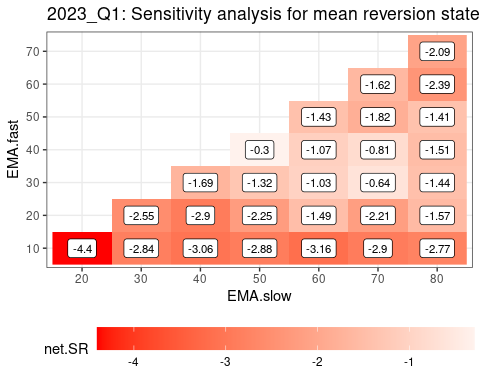 2023_Q1: Sensitivity analysis for mean reversion state
EMA.fast
70 -2.09
60 -1.62 -2.39
50 -1.43 -1.82 -1.41
40 -0.3 -1.07 -0.81 -1.51
30 -1.69 -1.32 -1.03 -0.64 -1.44
20 -2.55 -2.9 -2.25 -1.49 -2.21 -1.57
10 -4.4 -2.84 -3.06 -2.88 -3.16 -2.9 -2.77
20 30 40 50 60 70 80
EMA.slow
net.SR
-4 -3 -2 -1